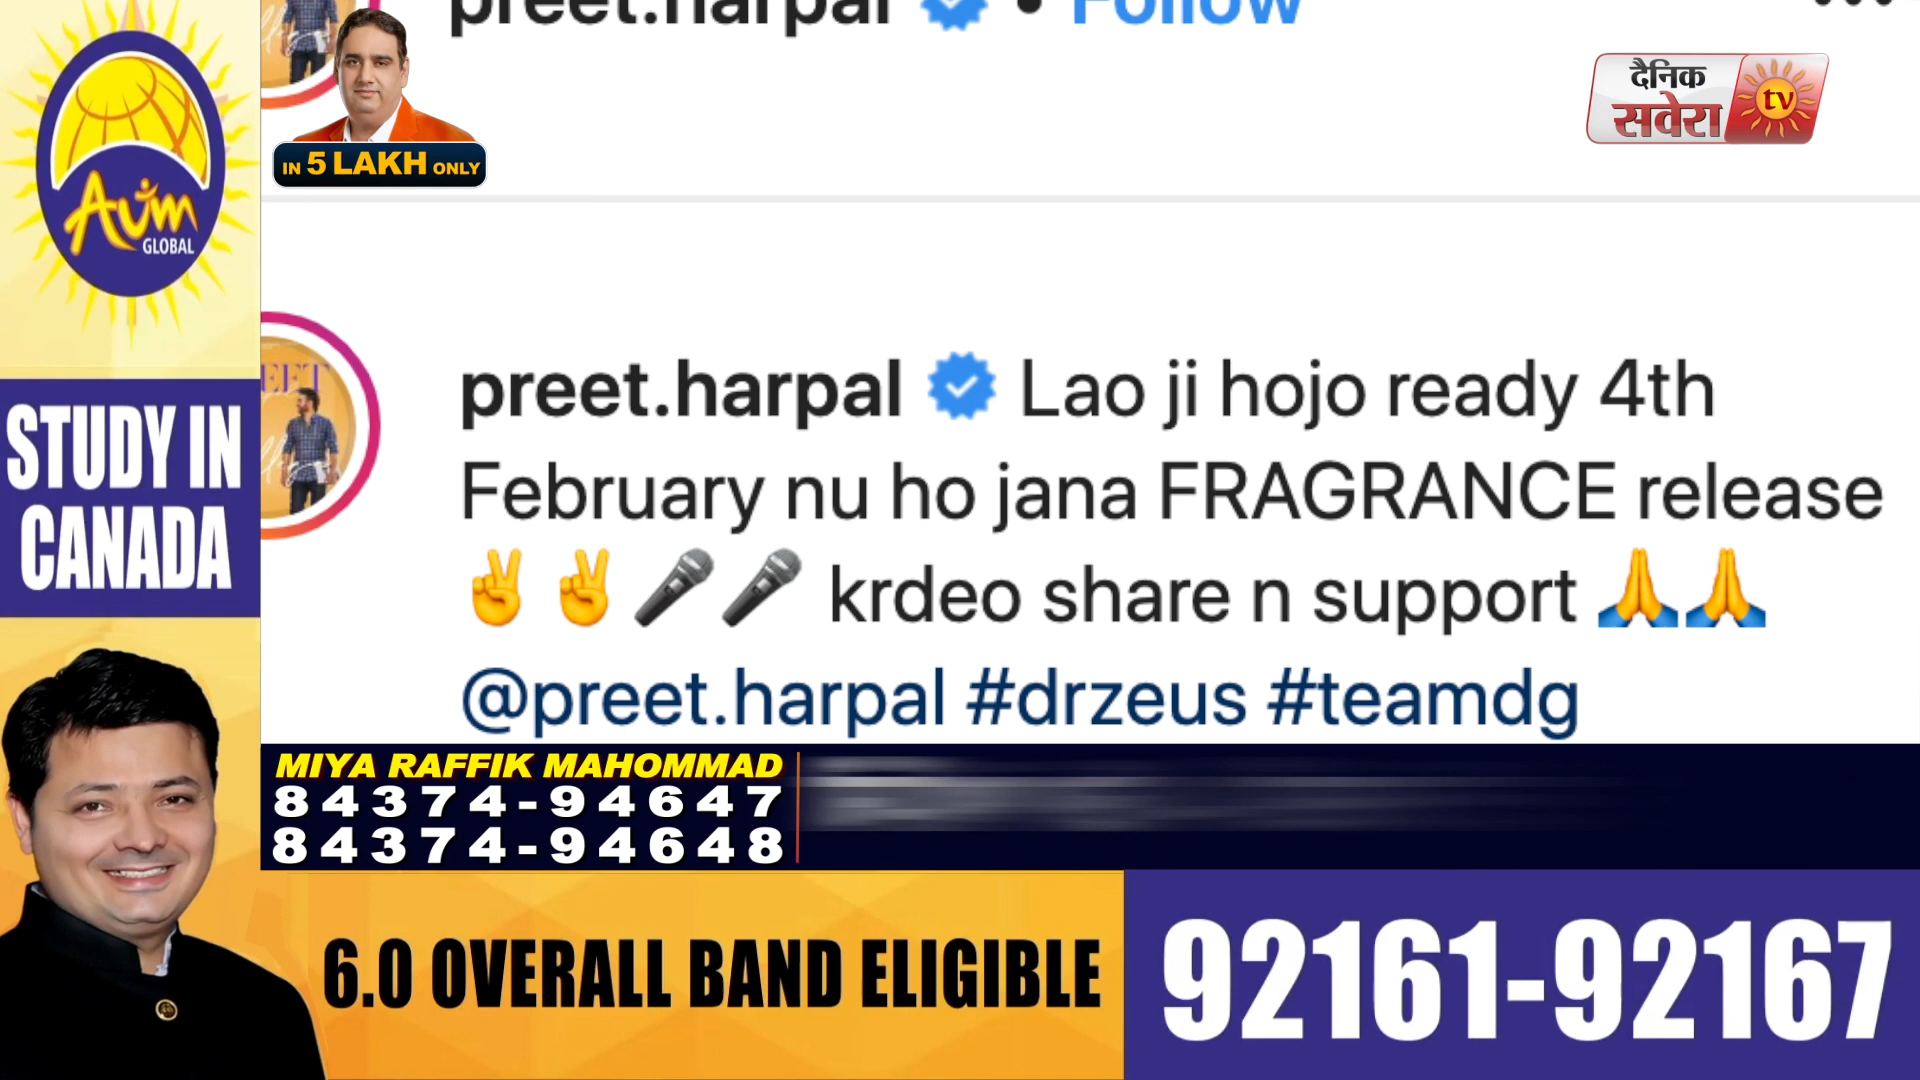 preet.harpal • Follow
दैनिक
सवेरा
tv
IN 5 LAKH ONLY
Aum
GLOBAL
STUDY IN
CANADA
preet.harpal Lao ji hojo ready 4th
February nu ho jana FRAGRANCE release
✌️✌️🎤🎤 krdeo share n support 🙏🙏
@preet.harpal #drzeus #teamdg
MIYA RAFFIK MAHOMMAD
84374-94647
84374-94648
6.0 OVERALL BAND ELIGIBLE
92161-92167